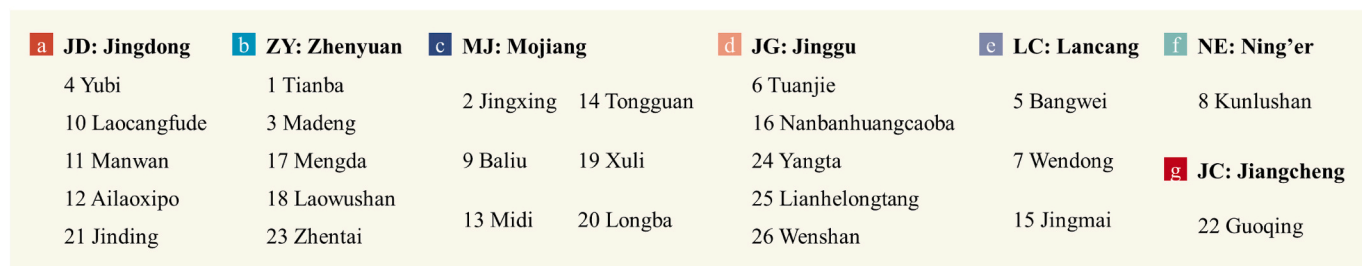 a JD: Jingdong
4 Yubi
10 Laocangfude
11 Manwan
12 Ailaoxipo
21 Jinding
b ZY: Zhenyuan
1 Tianba
3 Madeng
17 Mengda
18 Laowushan
23 Zhentai
c MJ: Mojiang
2 Jingxing 14 Tongguan
9 Baliu 19 Xuli
13 Midi 20 Longba
d JG: Jinggu
6 Tuanjie
16 Nanbanhuangcaoba
24 Yangta
25 Lianhelongtang
26 Wenshan
e LC: Lancang
5 Bangwei
7 Wendong
15 Jingmai
f NE: Ning’er
8 Kunlushan
g JC: Jiangcheng
22 Guoqing